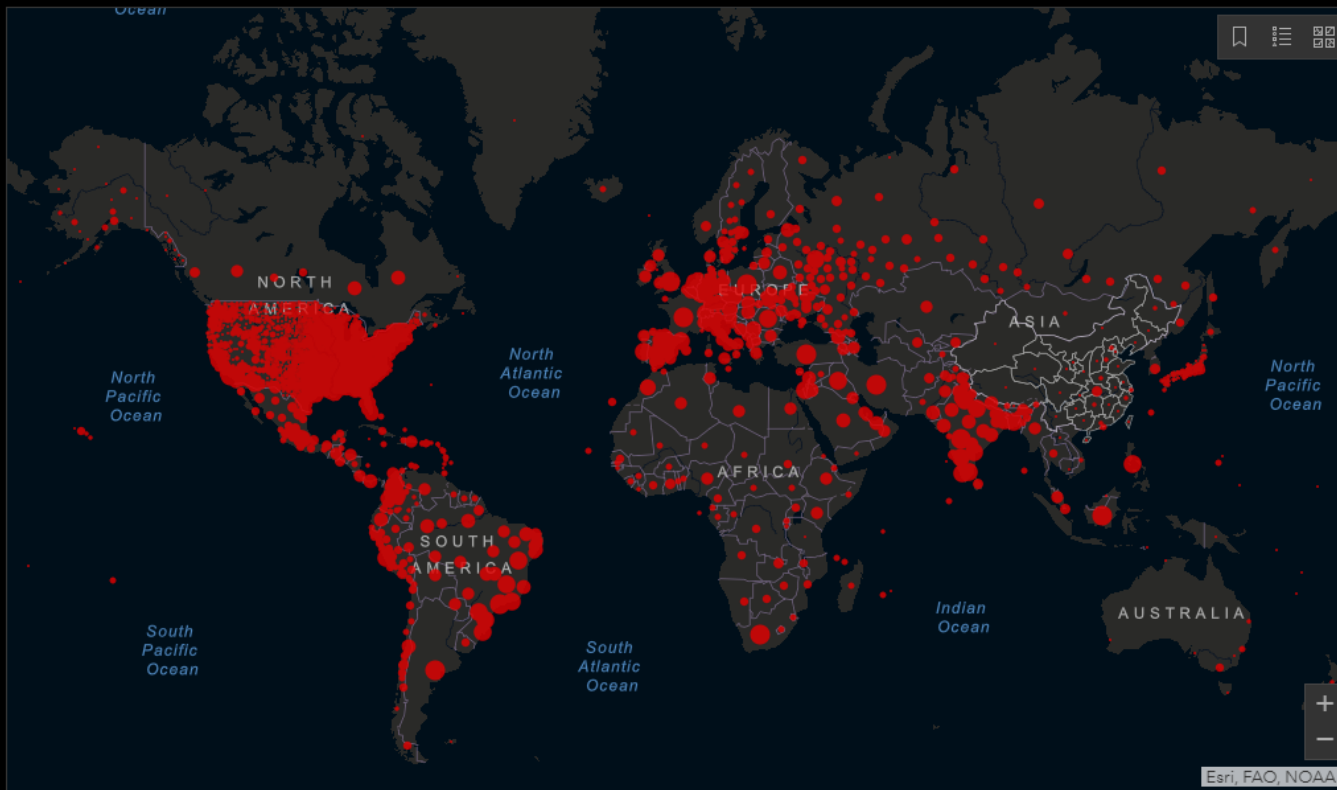 Ocean
NORTH
AMERICA
EUROPE
ASIA
North
Pacific
Ocean
North
Atlantic
Ocean
North
Pacific
Ocean
AFRICA
SOUTH
AMERICA
Indian
Ocean
AUSTRALIA
South
Pacific
Ocean
South
Atlantic
Ocean
+
−
Esri, FAO, NOAA